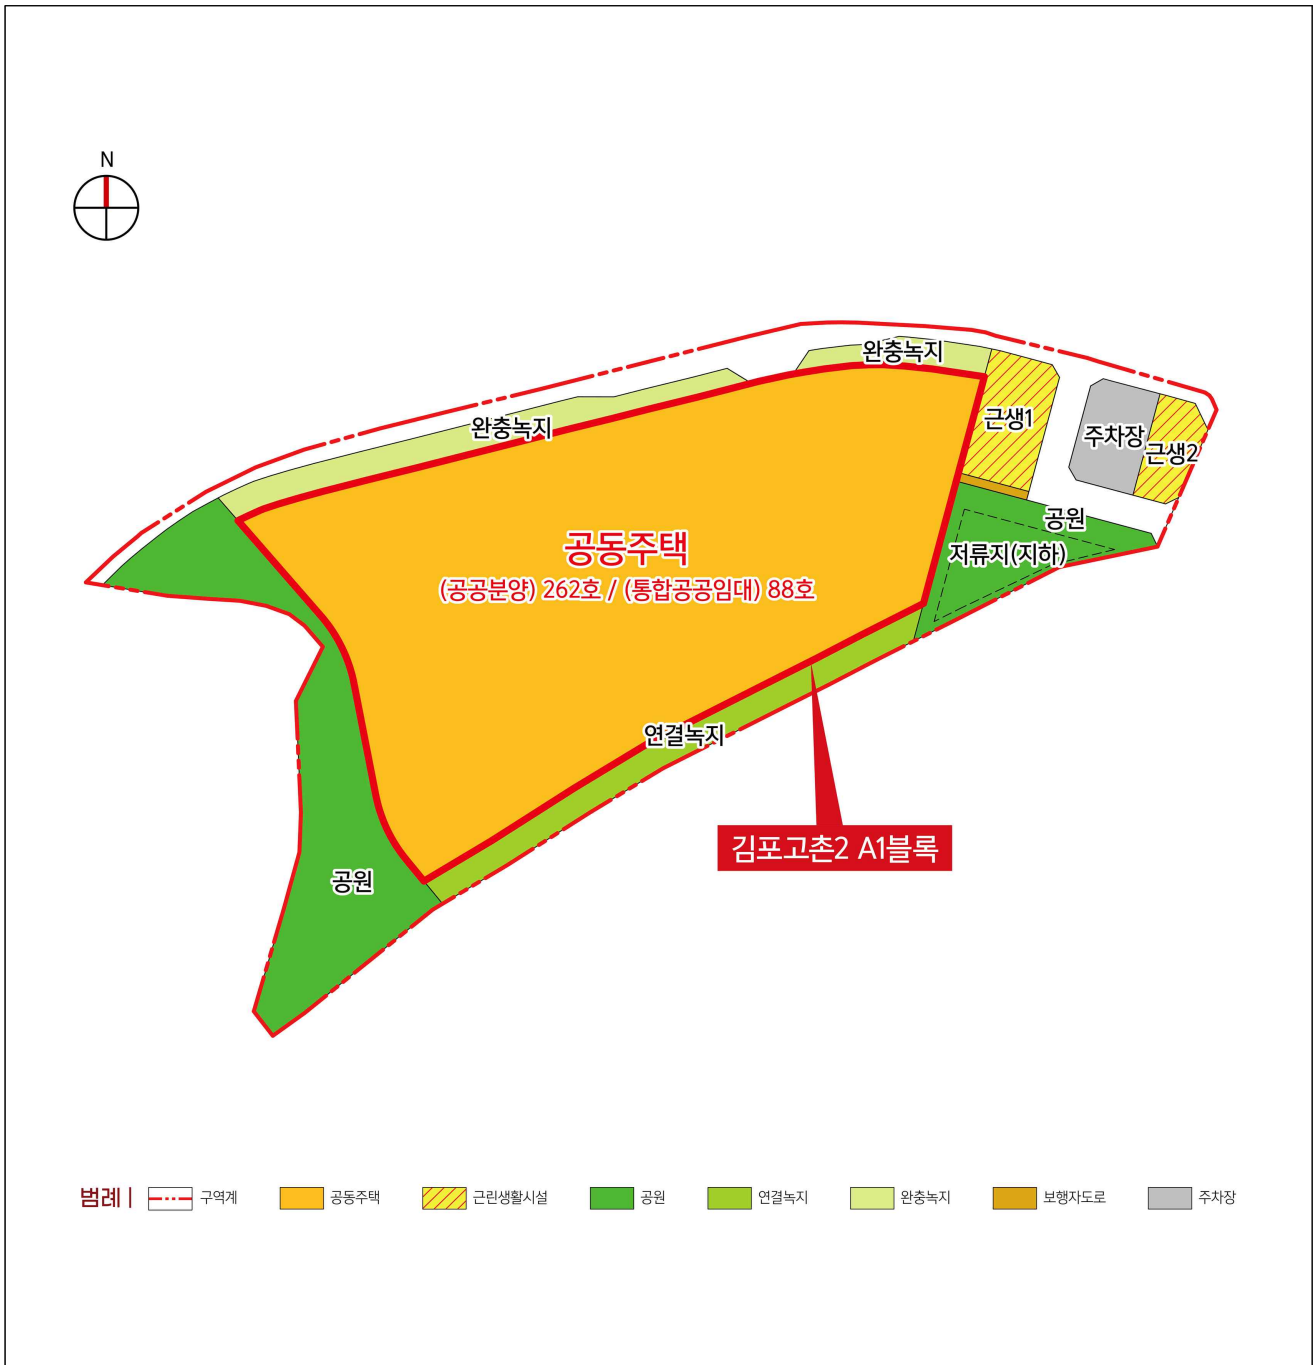 N
완충녹지
완충녹지
근생1
주차장
근생2
공원
저류지(지하)
공동주택
(공공분양) 262호 / (통합공공임대) 88호
연결녹지
김포고촌2 A1블록
공원
범례 | 구역계 공동주택 근린생활시설 공원 연결녹지 완충녹지 보행자도로 주차장